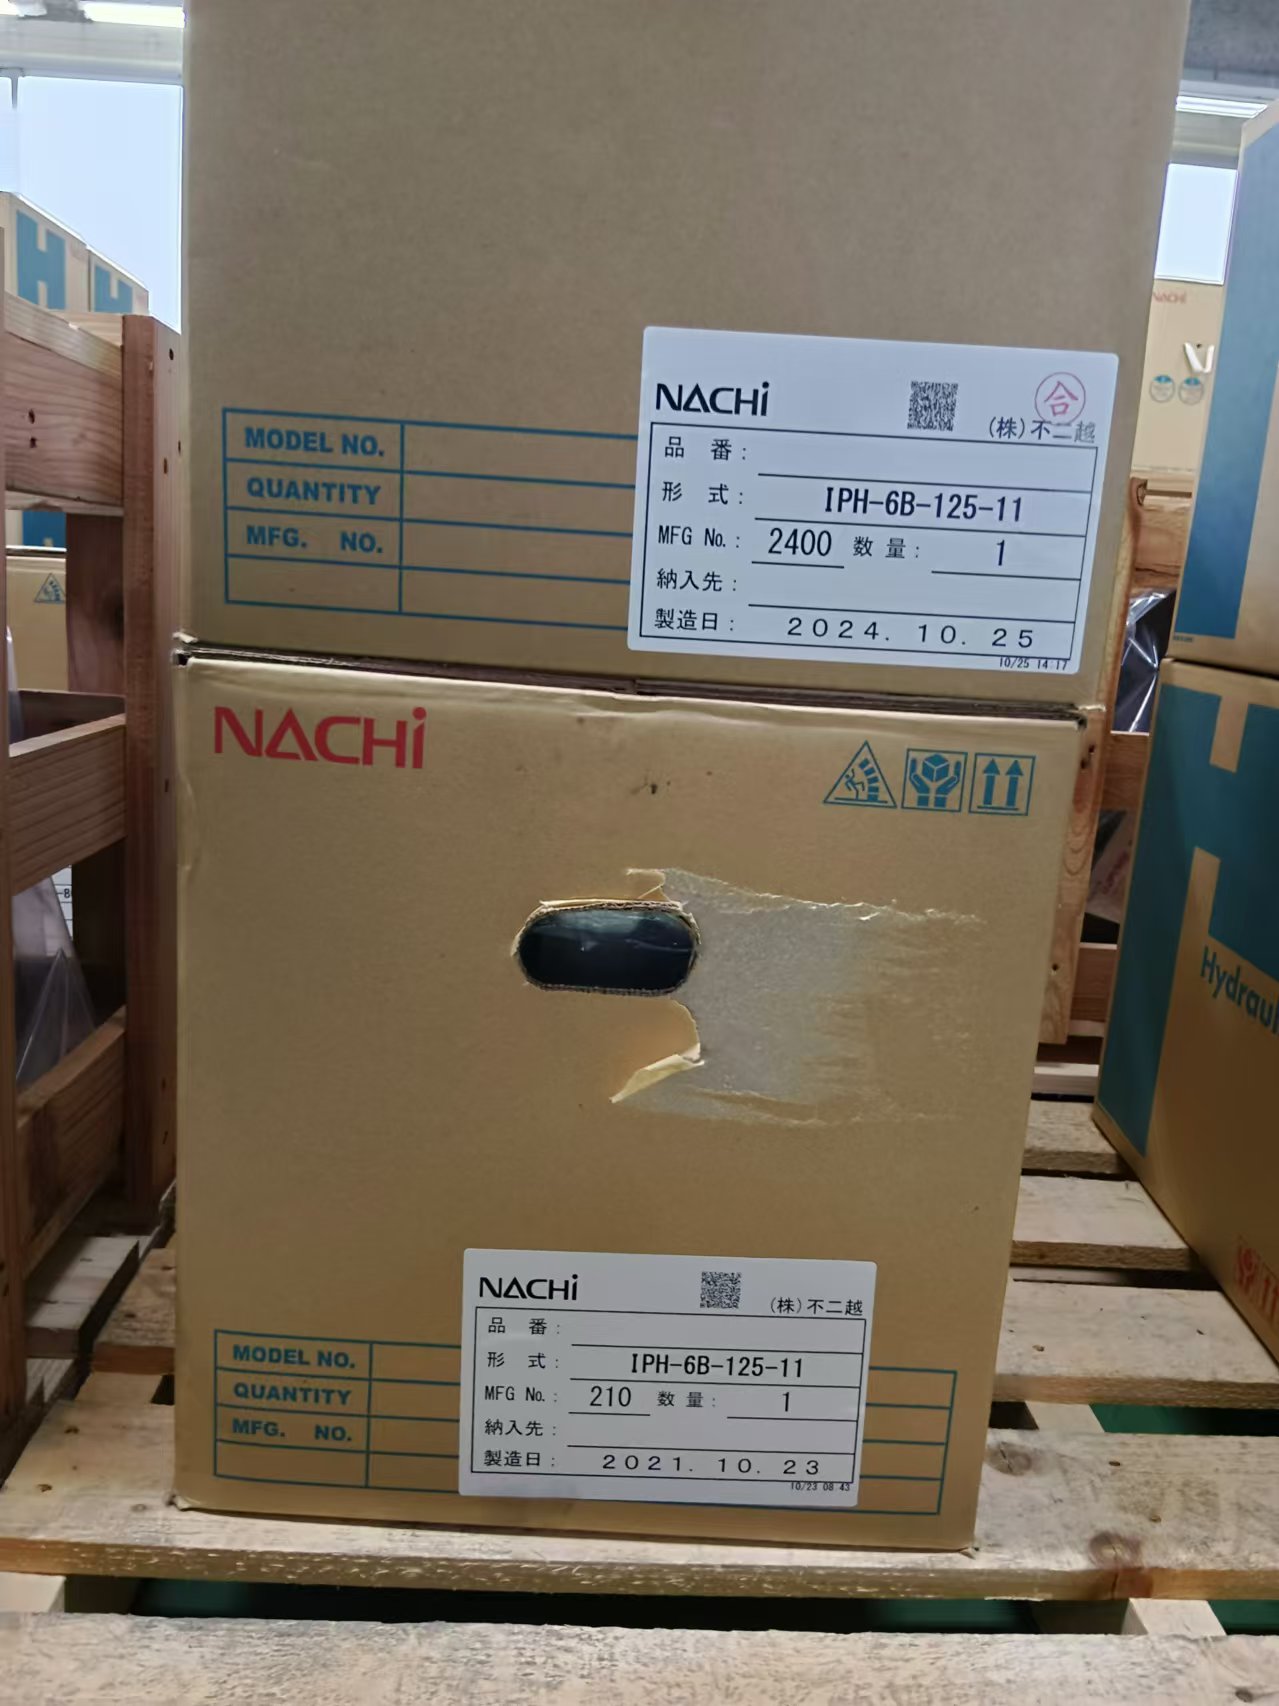 MODEL NO.
QUANTITY
MFG. NO.
NACHi
合
(株)不二越
品 番:
形 式: IPH-6B-125-11
MFG No.: 2400 数量: 1
納入先:
製造日: 2024. 10. 25
10/25 14:17
NACHi
NACHi
(株)不二越
品 番:
形 式: IPH-6B-125-11
MFG No.: 210 数量: 1
納入先:
製造日: 2021. 10. 23
10/23 08:43
MODEL NO.
QUANTITY
MFG. NO.
H
H
NACHi
Hydraul